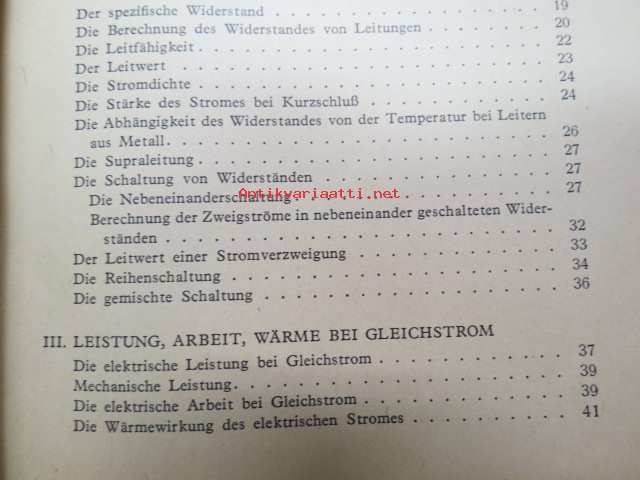 Der spezifische Widerstand . . . . . . . . . . . . . . . 19
Die Berechnung des Widerstandes von Leitungen . . . . . . 20
Die Leitfähigkeit . . . . . . . . . . . . . . . . . . . 22
Der Leitwert . . . . . . . . . . . . . . . . . . . . 23
Die Stromdichte . . . . . . . . . . . . . . . . . . . 24
Die Stärke des Stromes bei Kurzschluß . . . . . . . . . . 24
Die Abhängigkeit des Widerstandes von der Temperatur bei Leitern
aus Metall. . . . . . . . . . . . . . . . . . . . . 26
Die Supraleitung . . . . . . . . . . . . . . . . . . . 27
Die Schaltung von Widerständen . . . . . . . . . . . . . 27
Die Nebeneinanderschaltung . . . . . . . . . . . . . . 27
Antikvariaatti.net
Berechnung der Zweigströme in nebeneinander geschalteten Wider-
ständen . . . . . . . . . . . . . . . . . . . . . 32
Der Leitwert einer Stromverzweigung . . . . . . . . . . . 33
Die Reihenschaltung . . . . . . . . . . . . . . . . . . 34
Die gemischte Schaltung . . . . . . . . . . . . . . . . 36
III. LEISTUNG, ARBEIT, WÄRME BEI GLEICHSTROM
Die elektrische Leistung bei Gleichstrom . . . . . . . . . . 37
Mechanische Leistung. . . . . . . . . . . . . . . . . . 39
Die elektrische Arbeit bei Gleichstrom . . . . . . . . . . . 39
Die Wärmewirkung des elektrischen Stromes . . . . . . . . 41